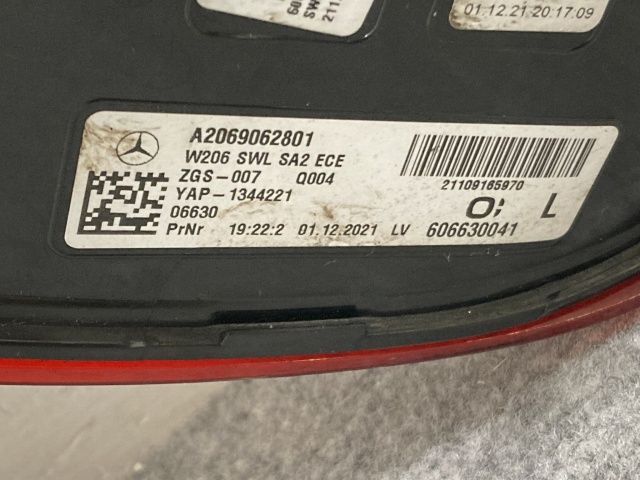 01.12.21 20:17:09
A2069062801
W206 SWL SA2 ECE
ZGS-007 Q004
YAP-1344221
06630
PrNr 19:22:2 01.12.2021 LV 606630041
21109165970
O; L